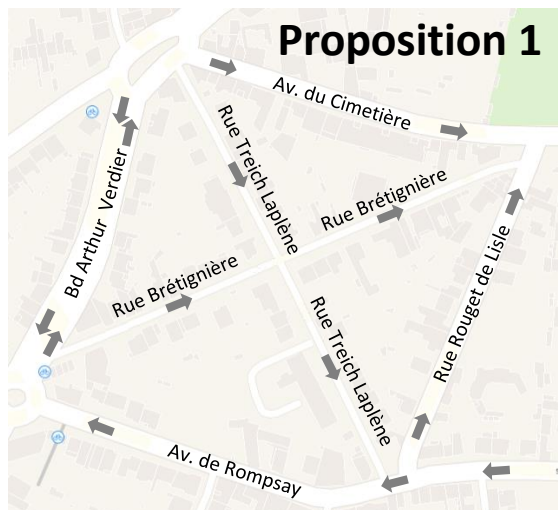 Proposition 1
Av. du Cimetière
Rue Treich Laplène
Rue Brétignière
Bd Arthur Verdier
Rue Brétignière
Rue Rouget de Lisle
Rue Treich Laplène
Av. de Rompsay